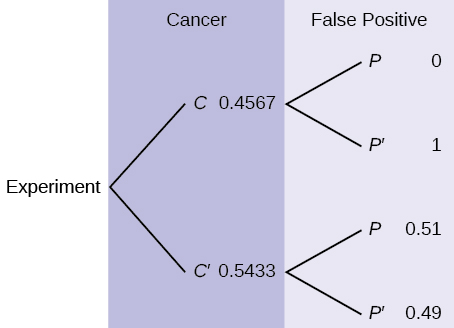 Cancer
False Positive
P 0
C 0.4567
P′ 1
Experiment
P 0.51
C′ 0.5433
P′ 0.49